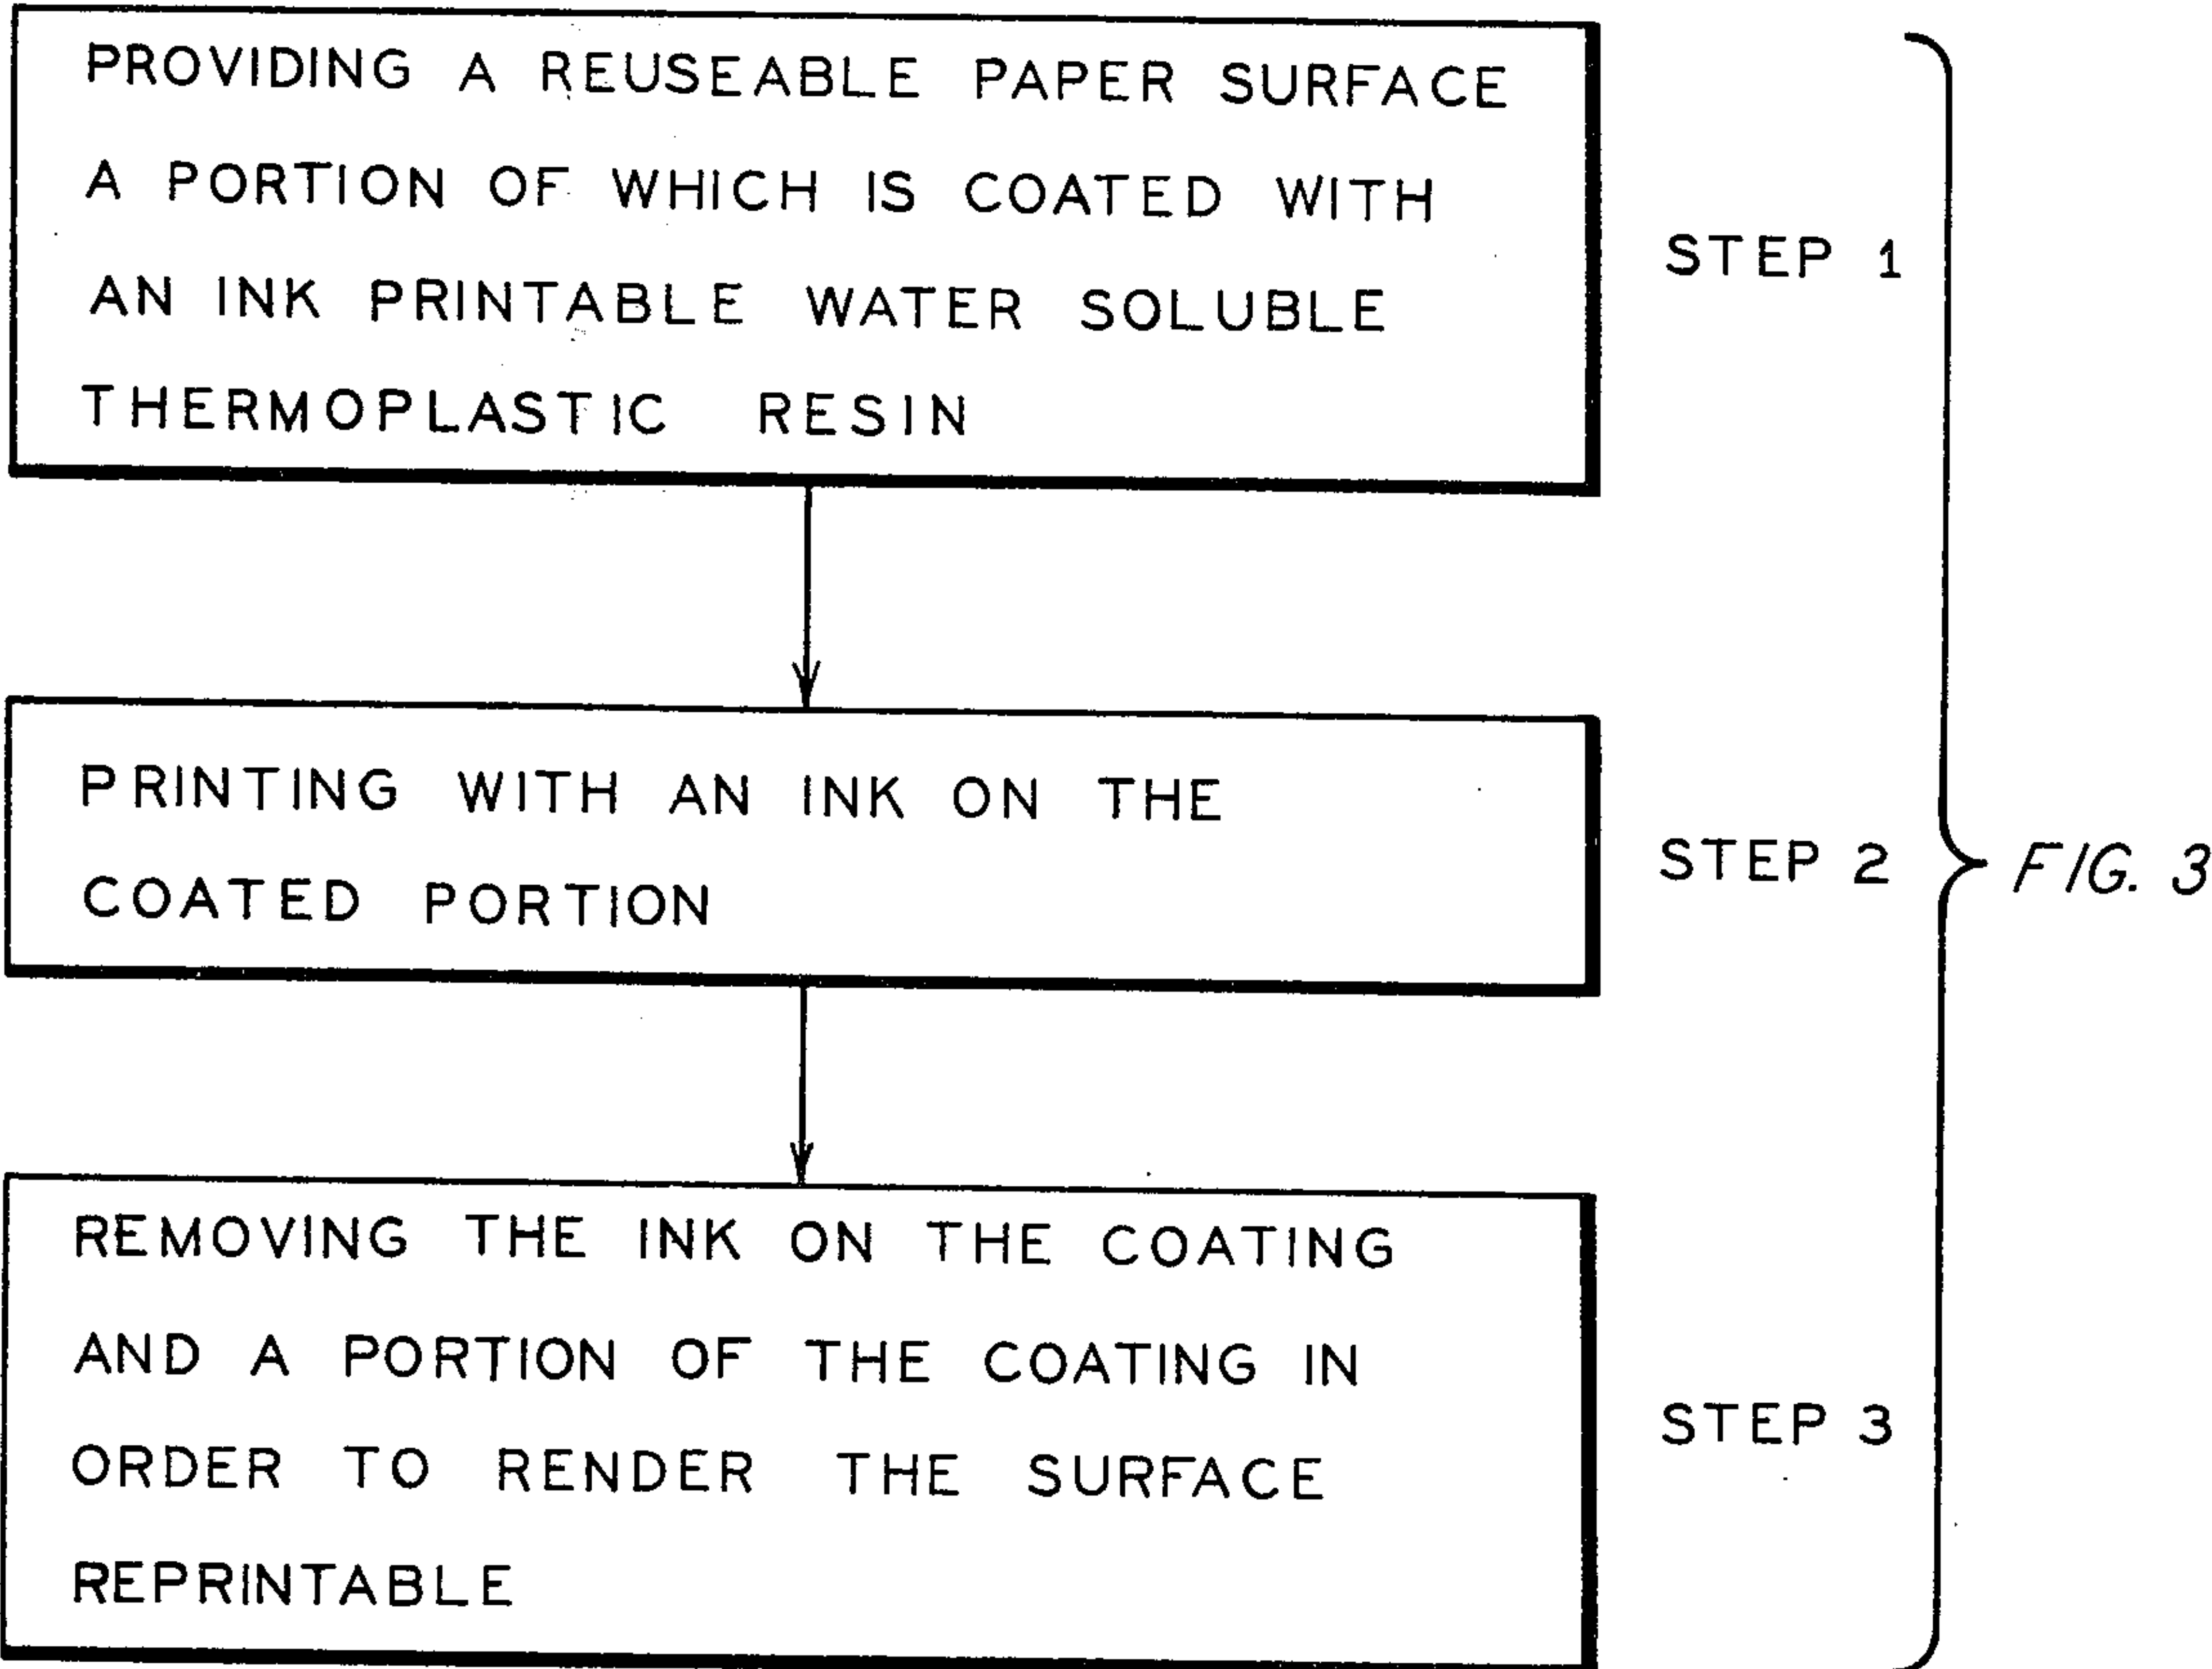 PROVIDING A REUSEABLE PAPER SURFACE
A PORTION OF WHICH IS COATED WITH
AN INK PRINTABLE WATER SOLUBLE
THERMOPLASTIC RESIN
STEP 1
PRINTING WITH AN INK ON THE
COATED PORTION
STEP 2
FIG. 3
REMOVING THE INK ON THE COATING
AND A PORTION OF THE COATING IN
ORDER TO RENDER THE SURFACE
REPRINTABLE
STEP 3